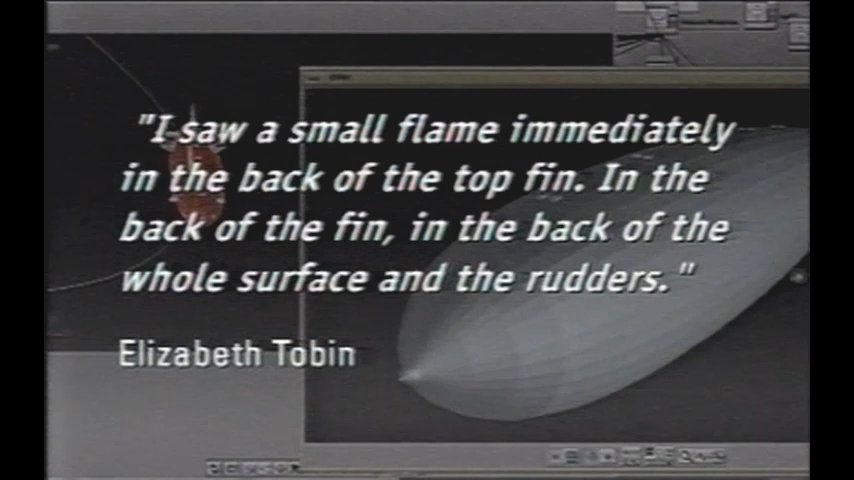 "I saw a small flame immediately
in the back of the top fin. In the
back of the fin, in the back of the
whole surface and the rudders."
Elizabeth Tobin